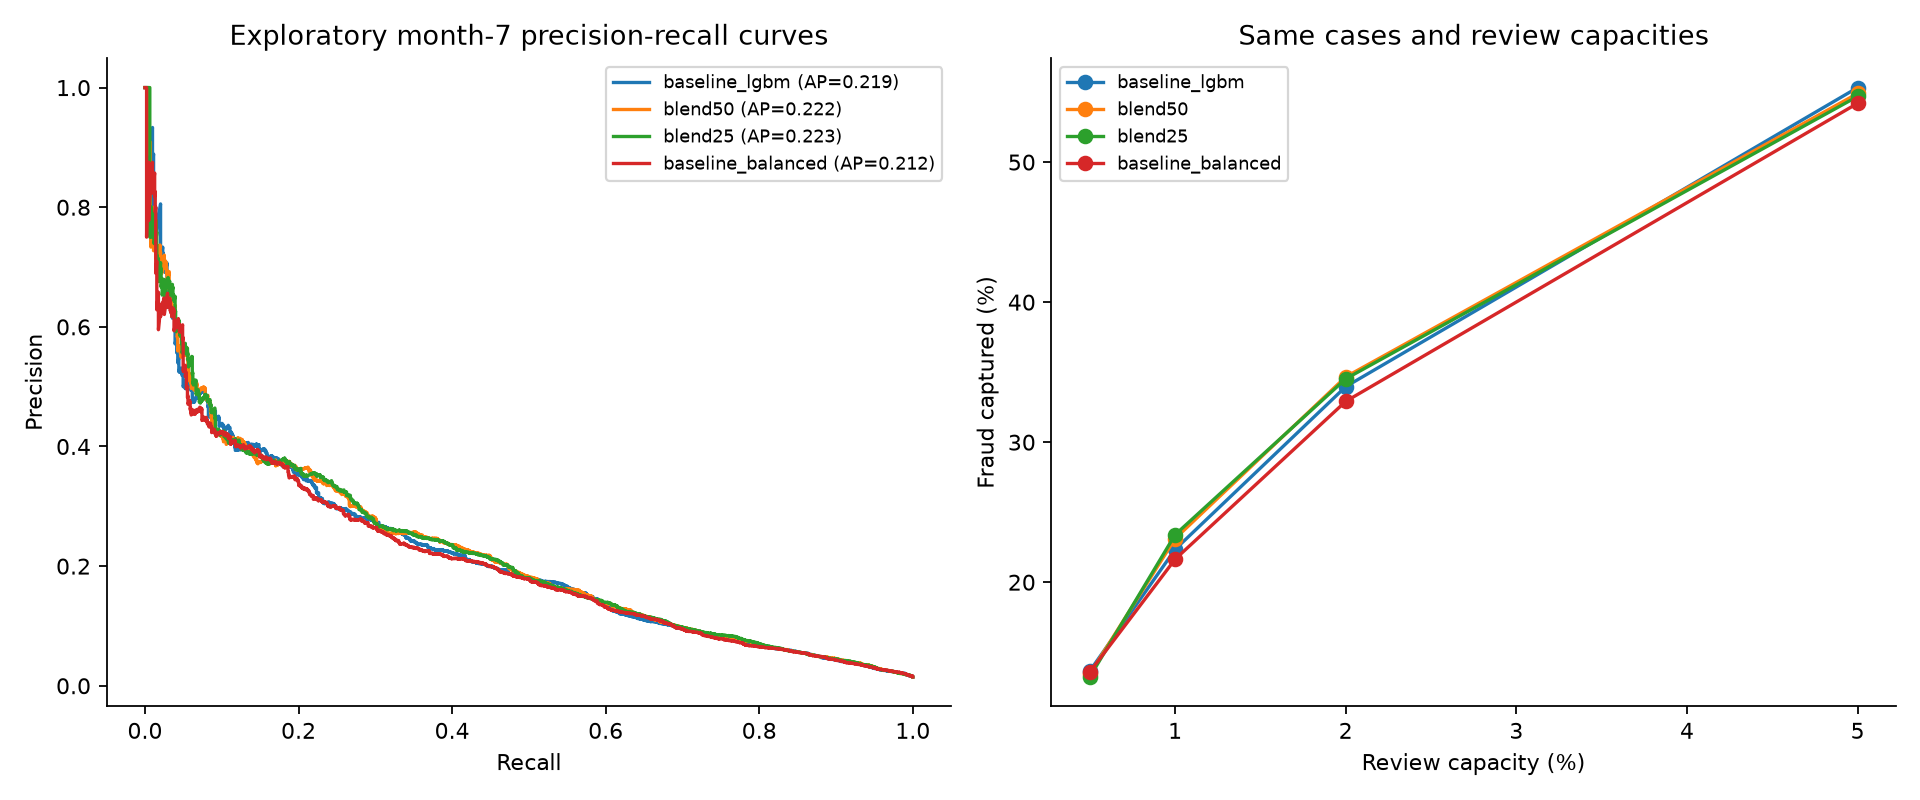 Exploratory month-7 precision-recall curves
baseline_lgbm (AP=0.219)
blend50 (AP=0.222)
blend25 (AP=0.223)
baseline_balanced (AP=0.212)
1.0
0.8
0.6
0.4
0.2
0.0
Precision
0.0 0.2 0.4 0.6 0.8 1.0
Recall
Same cases and review capacities
baseline_lgbm
blend50
blend25
baseline_balanced
50
40
30
20
Fraud captured (%)
1 2 3 4 5
Review capacity (%)